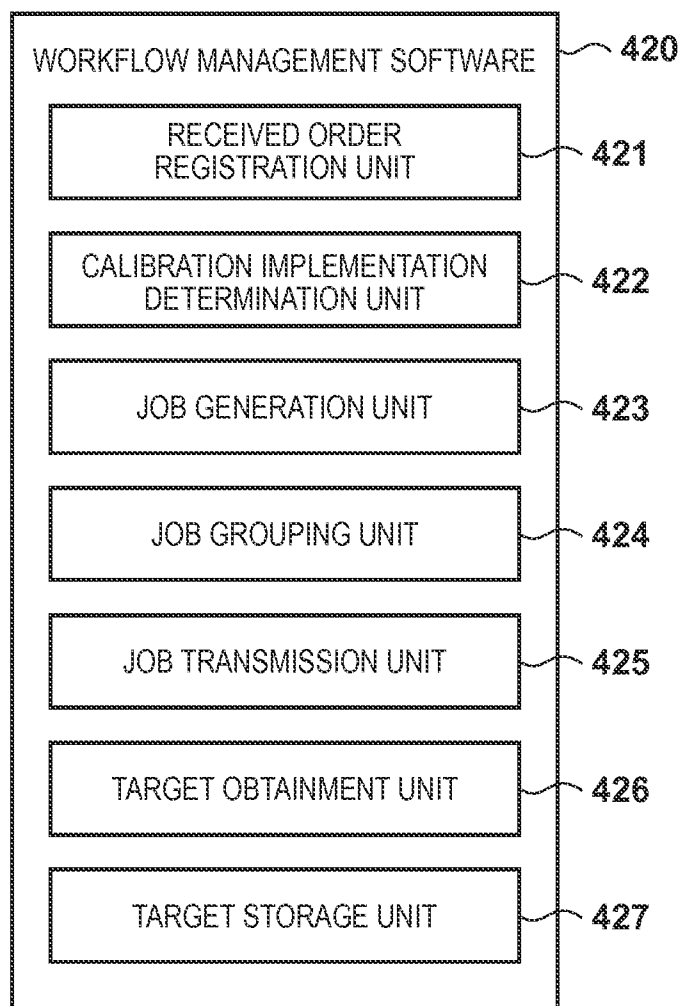 WORKFLOW MANAGEMENT SOFTWARE
420
RECEIVED ORDER
REGISTRATION UNIT
421
CALIBRATION IMPLEMENTATION
DETERMINATION UNIT
422
JOB GENERATION UNIT
423
JOB GROUPING UNIT
424
JOB TRANSMISSION UNIT
425
TARGET OBTAINMENT UNIT
426
TARGET STORAGE UNIT
427